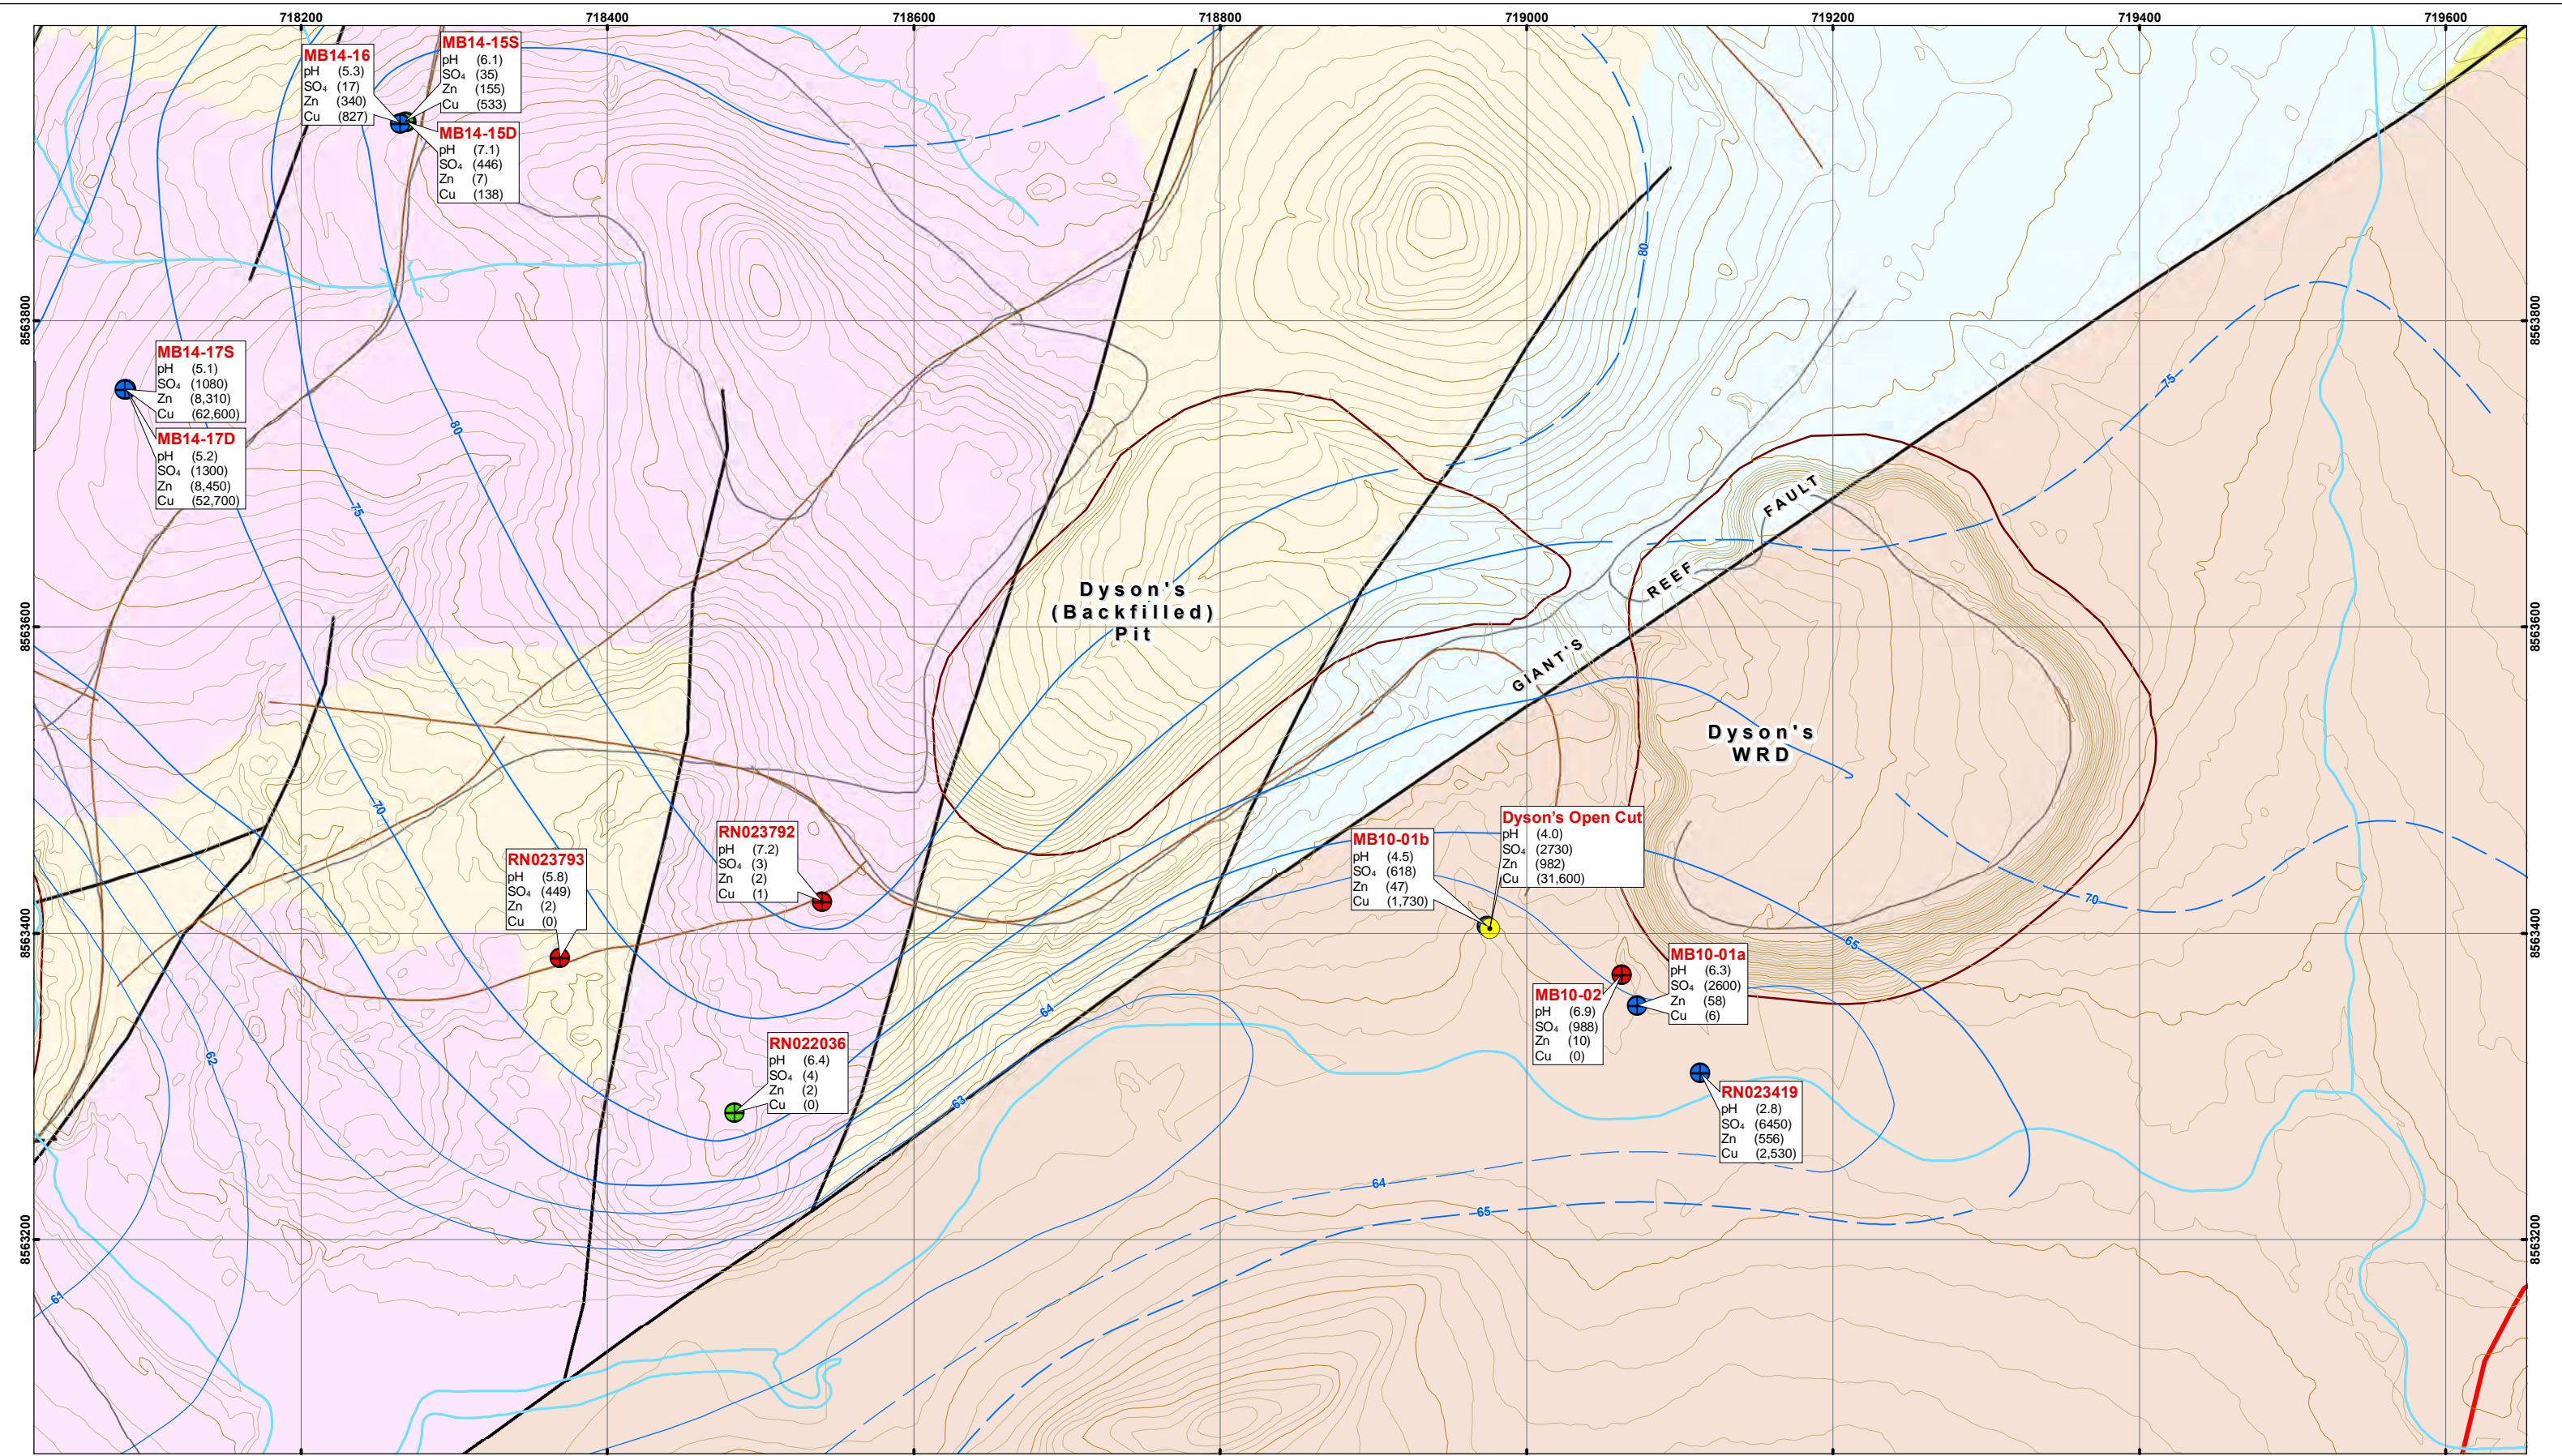 718200
718400
718600
718800
719000
719200
719400
719600
MB14-16
pH (5.3)
SO₄ (17)
Zn (340)
Cu (827)
MB14-15S
pH (6.1)
SO₄ (35)
Zn (155)
Cu (533)
MB14-15D
pH (7.1)
SO₄ (446)
Zn (7)
Cu (138)
80
8563800
8563800
MB14-17S
pH (5.1)
SO₄ (1080)
Zn (8,310)
Cu (62,600)
MB14-17D
pH (5.2)
SO₄ (1300)
Zn (8,450)
Cu (52,700)
75
80
75
8563600
8563600
Dyson's
(Backfilled)
Pit
GIANT'S
REEF
FAULT
Dyson's
WRD
70
RN023793
pH (5.8)
SO₄ (449)
Zn (2)
Cu (0)
RN023792
pH (7.2)
SO₄ (3)
Zn (2)
Cu (1)
MB10-01b
pH (4.5)
SO₄ (618)
Zn (47)
Cu (1,730)
Dyson's Open Cut
pH (4.0)
SO₄ (2730)
Zn (982)
Cu (31,600)
70
65
8563400
8563400
MB10-01a
pH (6.3)
SO₄ (2600)
Zn (58)
Cu (6)
MB10-02
pH (6.9)
SO₄ (988)
Zn (10)
Cu (0)
64
62
RN022036
pH (6.4)
SO₄ (4)
Zn (2)
Cu (0)
63
RN023419
pH (2.8)
SO₄ (6450)
Zn (556)
Cu (2,530)
64
65
8563200
8563200
61